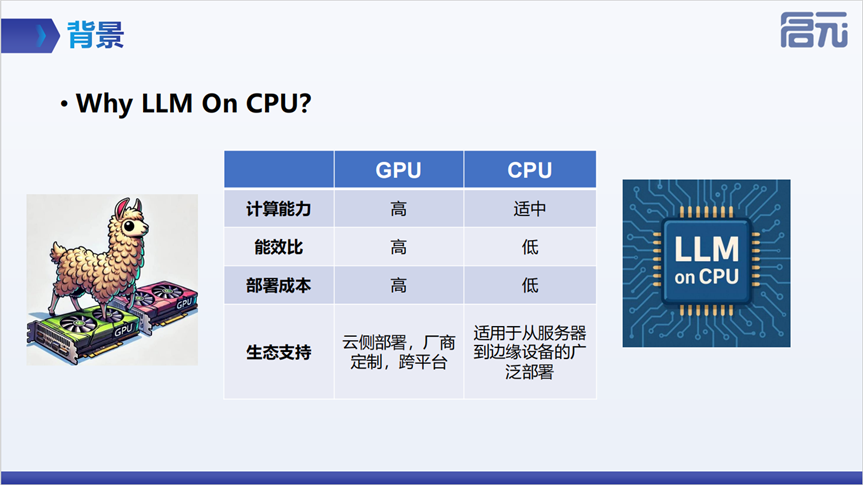 背景
启元
• Why LLM On CPU?
GPU CPU
计算能力 高 适中
能效比 高 低
部署成本 高 低
生态支持
云侧部署，厂商
定制，跨平台
适用于从服务器
到边缘设备的广
泛部署
GPU
GPU
LLM
on CPU